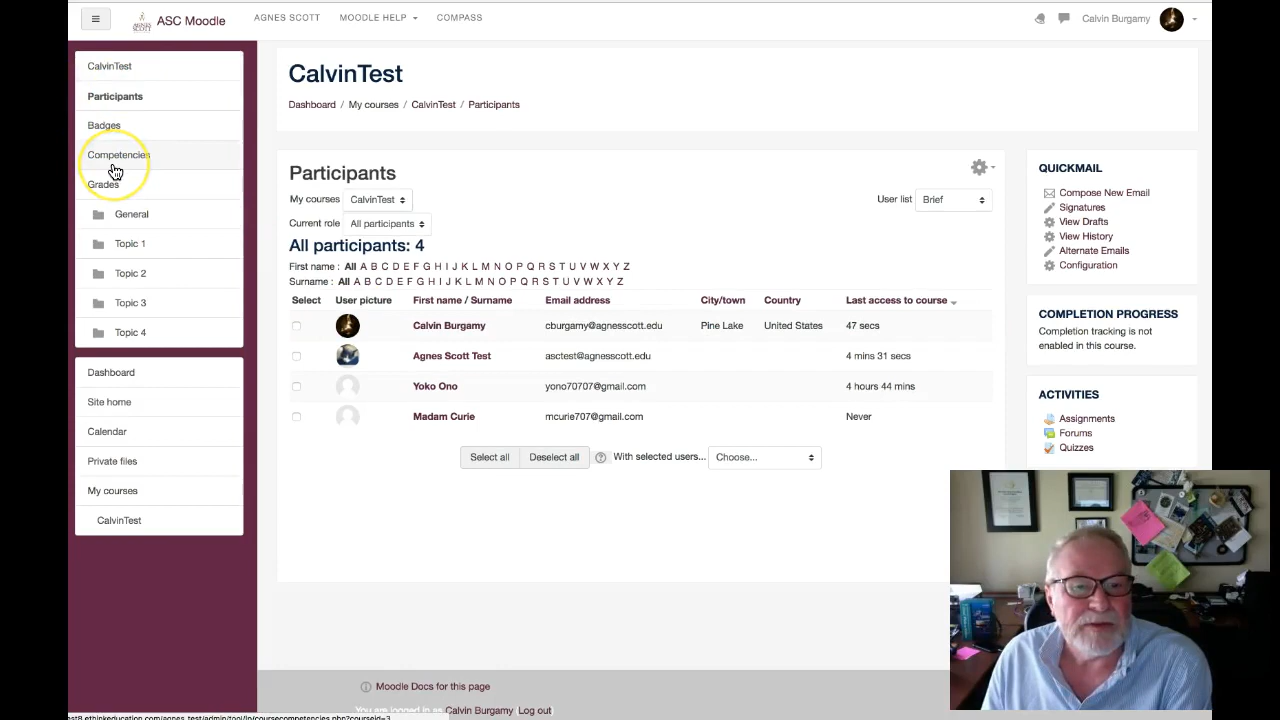 ASC Moodle AGNES SCOTT MOODLE HELP COMPASS Calvin Burgamy
CalvinTest
Participants
Badges
Competencies
Grades
General
Topic 1
Topic 2
Topic 3
Topic 4
Dashboard
Site home
Calendar
Private files
My courses
CalvinTest
CalvinTest
Dashboard / My courses / CalvinTest / Participants
Participants
My courses CalvinTest User list Brief
Current role All participants
All participants: 4
First name : All A B C D E F G H I J K L M N O P Q R S T U V W X Y Z
Surname : All A B C D E F G H I J K L M N O P Q R S T U V W X Y Z
Select User picture First name / Surname Email address City/town Country Last access to course
Calvin Burgamy cburgamy@agnesscott.edu Pine Lake United States 47 secs
Agnes Scott Test asctest@agnesscott.edu 4 mins 31 secs
Yoko Ono yono70707@gmail.com 4 hours 44 mins
Madam Curie mcurie707@gmail.com Never
Select all Deselect all With selected users... Choose...
QUICKMAIL
Compose New Email
Signatures
View Drafts
View History
Alternate Emails
Configuration
COMPLETION PROGRESS
Completion tracking is not
enabled in this course.
ACTIVITIES
Assignments
Forums
Quizzes
Moodle Docs for this page
You are logged in as Calvin Burgamy (Log out)